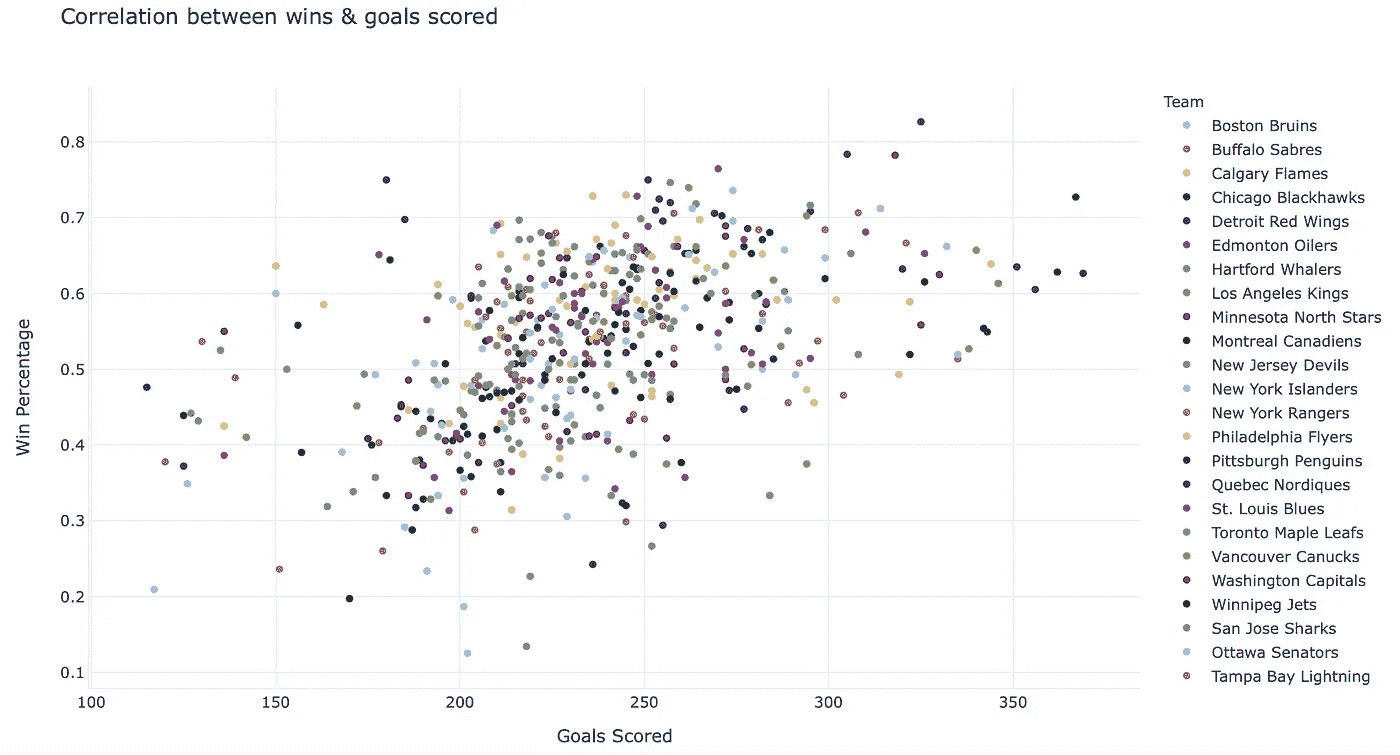 Correlation between wins & goals scored
Win Percentage
0.8
0.7
0.6
0.5
0.4
0.3
0.2
0.1
100 150 200 250 300 350
Goals Scored
Team
Boston Bruins
Buffalo Sabres
Calgary Flames
Chicago Blackhawks
Detroit Red Wings
Edmonton Oilers
Hartford Whalers
Los Angeles Kings
Minnesota North Stars
Montreal Canadiens
New Jersey Devils
New York Islanders
New York Rangers
Philadelphia Flyers
Pittsburgh Penguins
Quebec Nordiques
St. Louis Blues
Toronto Maple Leafs
Vancouver Canucks
Washington Capitals
Winnipeg Jets
San Jose Sharks
Ottawa Senators
Tampa Bay Lightning